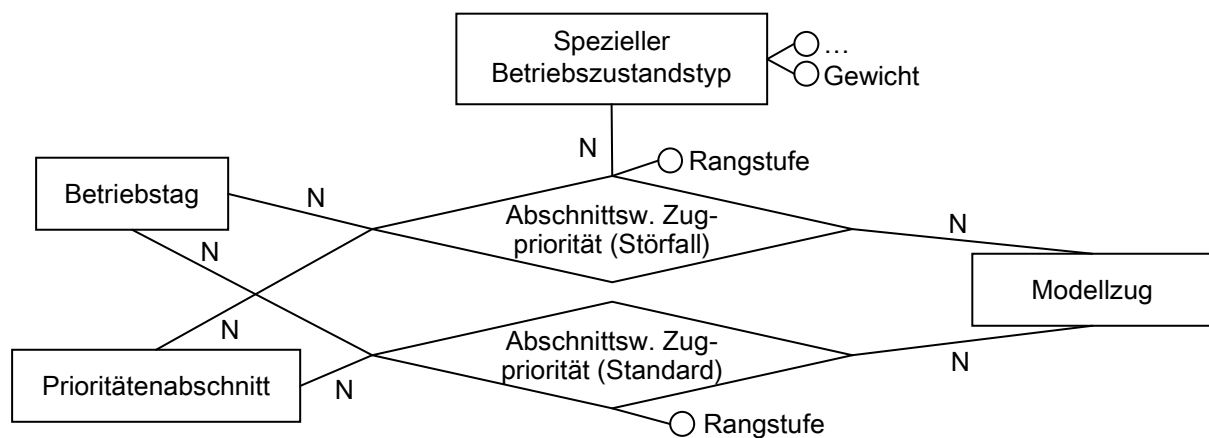 Spezieller
Betriebszustandstyp
…
Gewicht
N
Rangstufe
Betriebstag
N
Abschnittsw. Zug-
priorität (Störfall)
N
N
Modellzug
N
Abschnittsw. Zug-
priorität (Standard)
N
Prioritätenabschnitt
N
Rangstufe